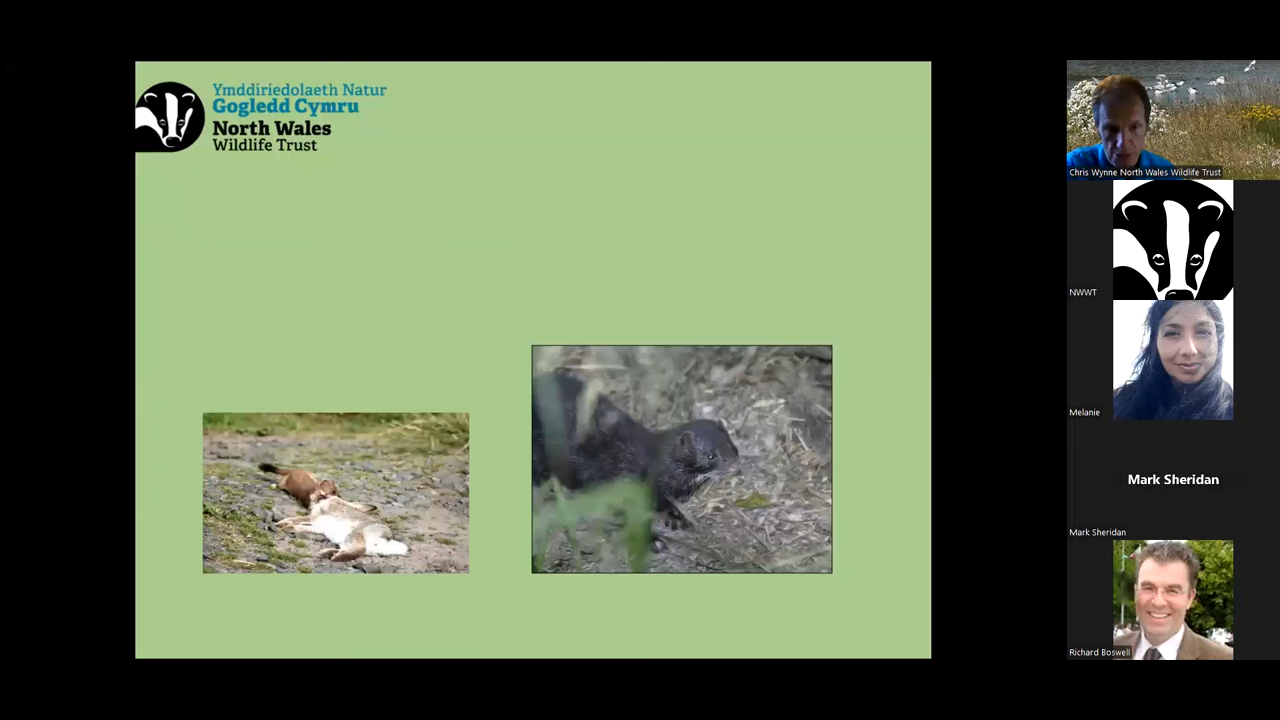 Ymddiriedolaeth Natur
Gogledd Cymru
North Wales
Wildlife Trust
Chris Wynne North Wales Wildlife Trust
NWWT
Melanie
Mark Sheridan
Mark Sheridan
Richard Boswell